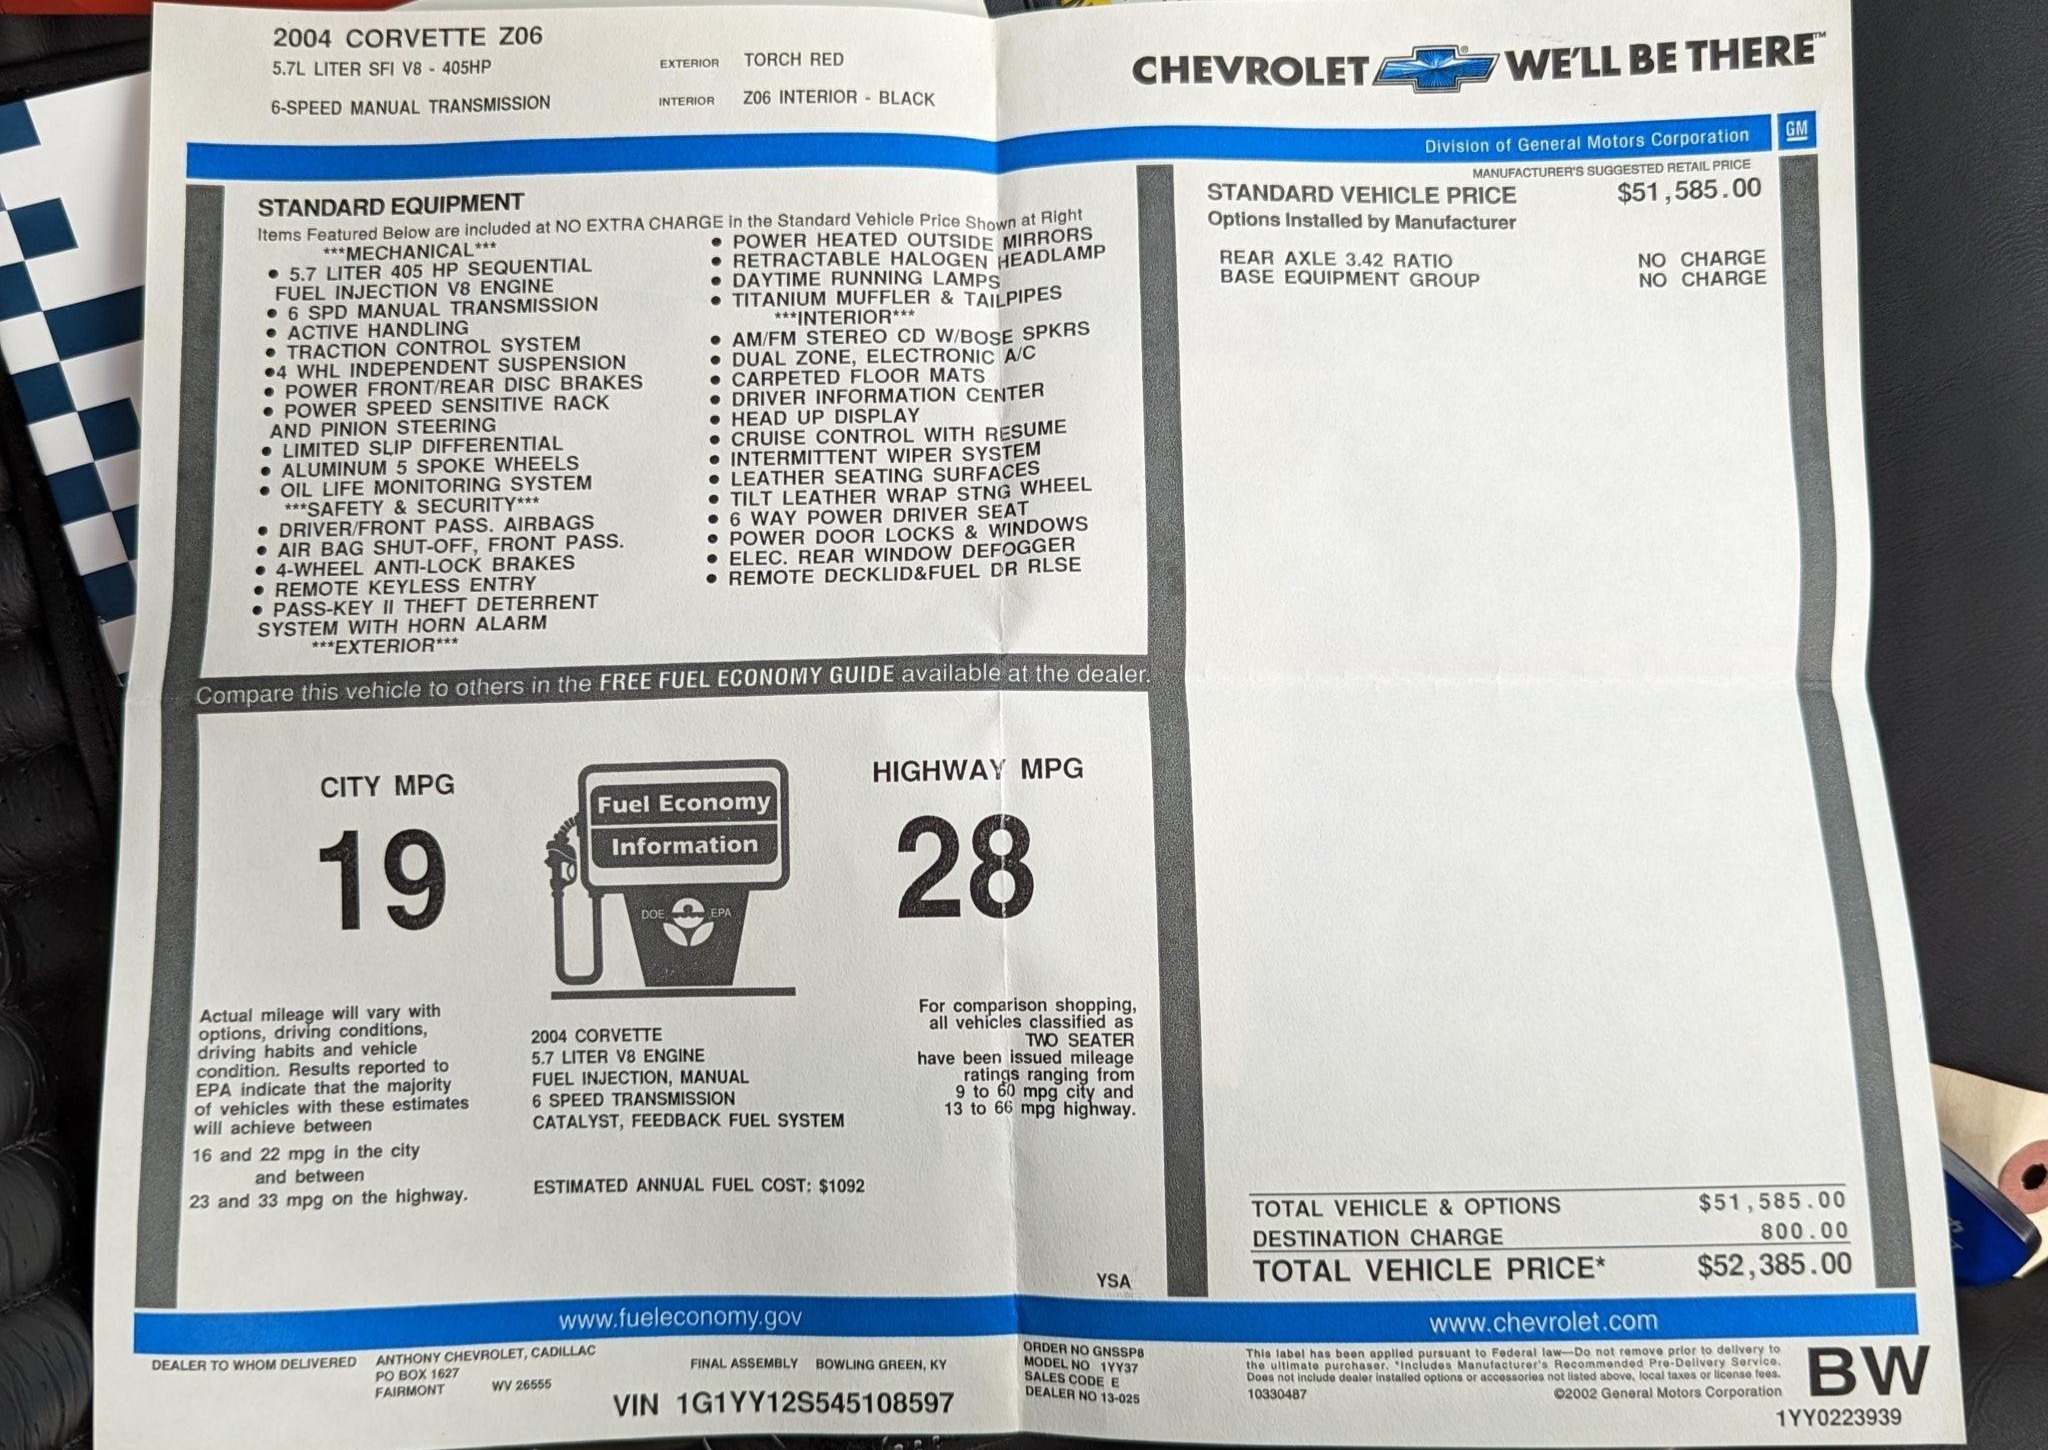 2004 CORVETTE Z06
5.7L LITER SFI V8 - 405HP
6-SPEED MANUAL TRANSMISSION
EXTERIOR TORCH RED
INTERIOR Z06 INTERIOR - BLACK
CHEVROLET ® WE'LL BE THERE™
Division of General Motors Corporation GM
STANDARD EQUIPMENT
Items Featured Below are included at NO EXTRA CHARGE in the Standard Vehicle Price Shown at Right
***MECHANICAL***
• 5.7 LITER 405 HP SEQUENTIAL
FUEL INJECTION V8 ENGINE
• 6 SPD MANUAL TRANSMISSION
• ACTIVE HANDLING
• TRACTION CONTROL SYSTEM
•4 WHL INDEPENDENT SUSPENSION
• POWER FRONT/REAR DISC BRAKES
• POWER SPEED SENSITIVE RACK
AND PINION STEERING
• LIMITED SLIP DIFFERENTIAL
• ALUMINUM 5 SPOKE WHEELS
• OIL LIFE MONITORING SYSTEM
***SAFETY & SECURITY***
• DRIVER/FRONT PASS. AIRBAGS
• AIR BAG SHUT-OFF, FRONT PASS.
• 4-WHEEL ANTI-LOCK BRAKES
• REMOTE KEYLESS ENTRY
• PASS-KEY II THEFT DETERRENT
SYSTEM WITH HORN ALARM
***EXTERIOR***
• POWER HEATED OUTSIDE MIRRORS
• RETRACTABLE HALOGEN HEADLAMP
• DAYTIME RUNNING LAMPS
• TITANIUM MUFFLER & TAILPIPES
***INTERIOR***
• AM/FM STEREO CD W/BOSE SPKRS
• DUAL ZONE, ELECTRONIC A/C
• CARPETED FLOOR MATS
• DRIVER INFORMATION CENTER
• HEAD UP DISPLAY
• CRUISE CONTROL WITH RESUME
• INTERMITTENT WIPER SYSTEM
• LEATHER SEATING SURFACES
• TILT LEATHER WRAP STNG WHEEL
• 6 WAY POWER DRIVER SEAT
• POWER DOOR LOCKS & WINDOWS
• ELEC. REAR WINDOW DEFOGGER
• REMOTE DECKLID&FUEL DR RLSE
MANUFACTURER'S SUGGESTED RETAIL PRICE
STANDARD VEHICLE PRICE $51,585.00
Options Installed by Manufacturer
REAR AXLE 3.42 RATIO NO CHARGE
BASE EQUIPMENT GROUP NO CHARGE
Compare this vehicle to others in the FREE FUEL ECONOMY GUIDE available at the dealer.
CITY MPG
19
Fuel Economy
Information
DOE EPA
HIGHWAY MPG
28
Actual mileage will vary with
options, driving conditions,
driving habits and vehicle
condition. Results reported to
EPA indicate that the majority
of vehicles with these estimates
will achieve between
16 and 22 mpg in the city
and between
23 and 33 mpg on the highway.
2004 CORVETTE
5.7 LITER V8 ENGINE
FUEL INJECTION, MANUAL
6 SPEED TRANSMISSION
CATALYST, FEEDBACK FUEL SYSTEM
ESTIMATED ANNUAL FUEL COST: $1092
For comparison shopping,
all vehicles classified as
TWO SEATER
have been issued mileage
ratings ranging from
9 to 60 mpg city and
13 to 66 mpg highway.
YSA
TOTAL VEHICLE & OPTIONS $51,585.00
DESTINATION CHARGE 800.00
TOTAL VEHICLE PRICE* $52,385.00
www.fueleconomy.gov
www.chevrolet.com
DEALER TO WHOM DELIVERED
ANTHONY CHEVROLET, CADILLAC
PO BOX 1627
FAIRMONT WV 26555
FINAL ASSEMBLY BOWLING GREEN, KY
VIN 1G1YY12S545108597
ORDER NO GNSSP8
MODEL NO 1YY37
SALES CODE E
DEALER NO 13-025
This label has been applied pursuant to Federal law—Do not remove prior to delivery to
the ultimate purchaser. *Includes Manufacturer's Recommended Pre-Delivery Service.
Does not include dealer installed options or accessories not listed above, local taxes or license fees.
10330487 ©2002 General Motors Corporation
BW
1YY0223939